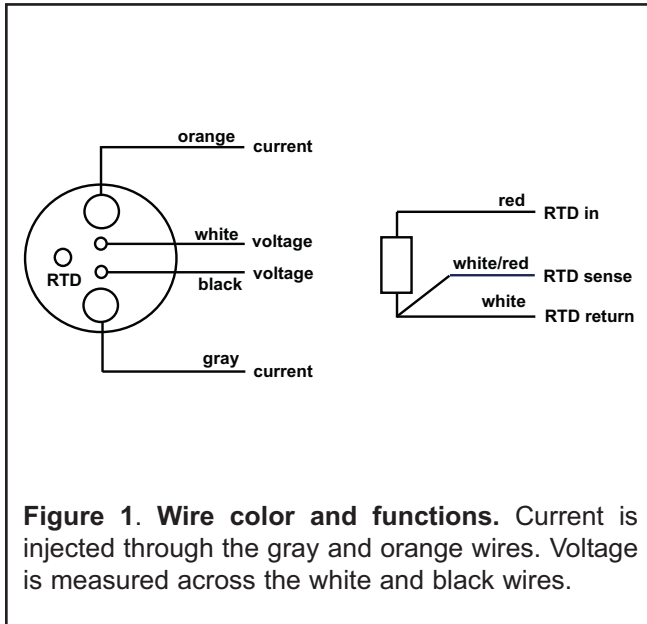 orange
current
white
voltage
RTD
black
voltage
gray
current
red
RTD in
white/red
RTD sense
white
RTD return
Figure 1. Wire color and functions. Current is
injected through the gray and orange wires. Voltage
is measured across the white and black wires.